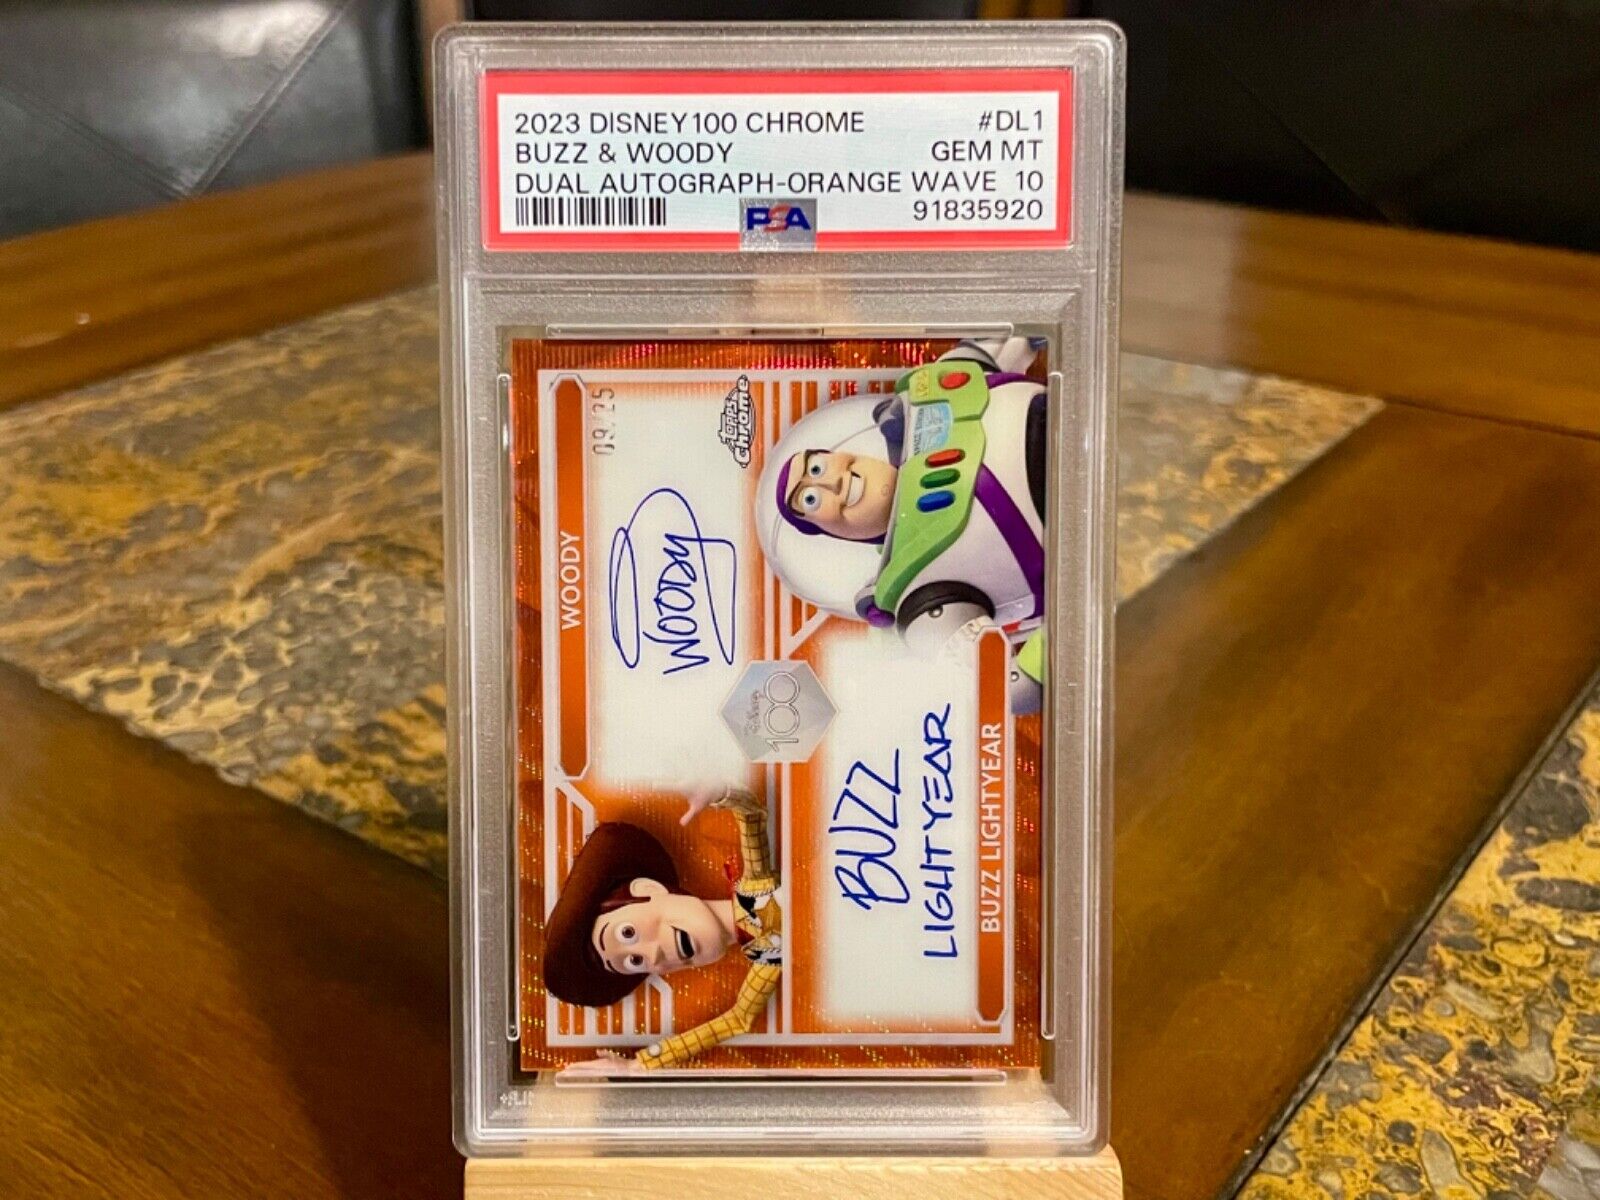 2023 DISNEY100 CHROME #DL1
BUZZ & WOODY GEM MT
DUAL AUTOGRAPH-ORANGE WAVE 10
91835920
PSA
09/25
Topps
Chrome
WOODY
WOODY
Disney
100
BUZZ
LIGHTYEAR
BUZZ LIGHTYEAR